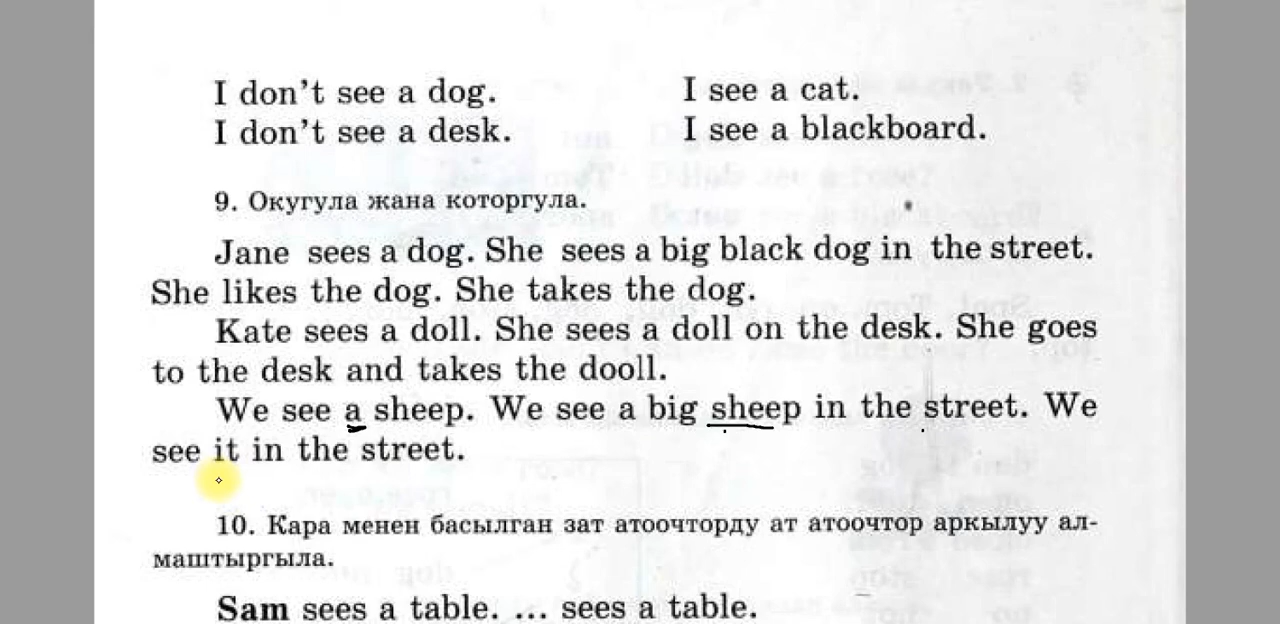 I don't see a dog. I see a cat.
I don't see a desk. I see a blackboard.
9. Окугула жана которгула.
Jane sees a dog. She sees a big black dog in the street.
She likes the dog. She takes the dog.
Kate sees a doll. She sees a doll on the desk. She goes
to the desk and takes the dooll.
We see a sheep. We see a big sheep in the street. We
see it in the street.
10. Кара менен басылган зат атоочторду ат атоочтор аркылуу ал-
маштыргыла.
Sam sees a table. ... sees a table.